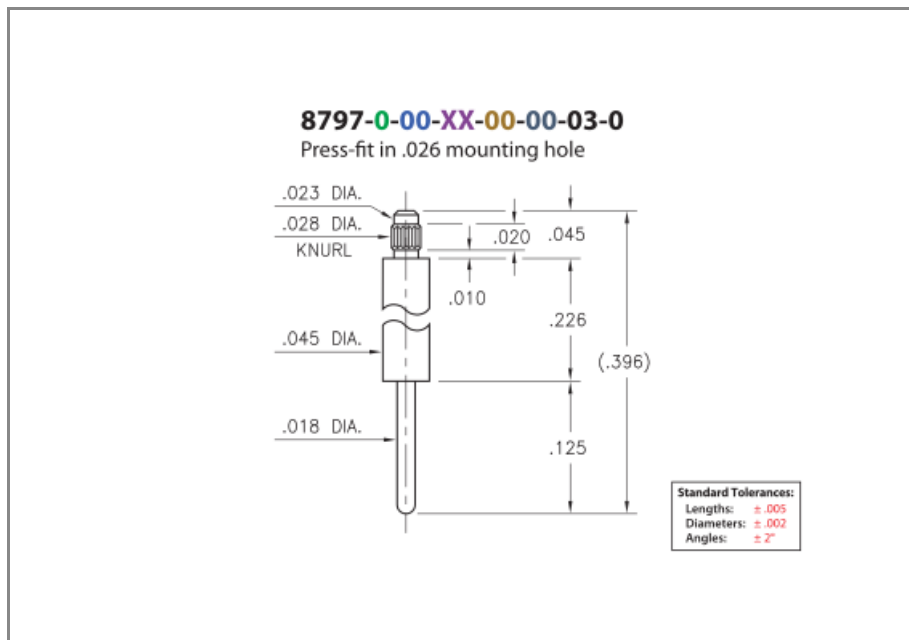 8797-0-00-XX-00-00-03-0
Press-fit in .026 mounting hole
.023 DIA.
.028 DIA.
KNURL
.020
.045
.010
.226
.045 DIA.
(.396)
.018 DIA.
.125
Standard Tolerances:
Lengths: ± .005
Diameters: ± .002
Angles: ± 2°